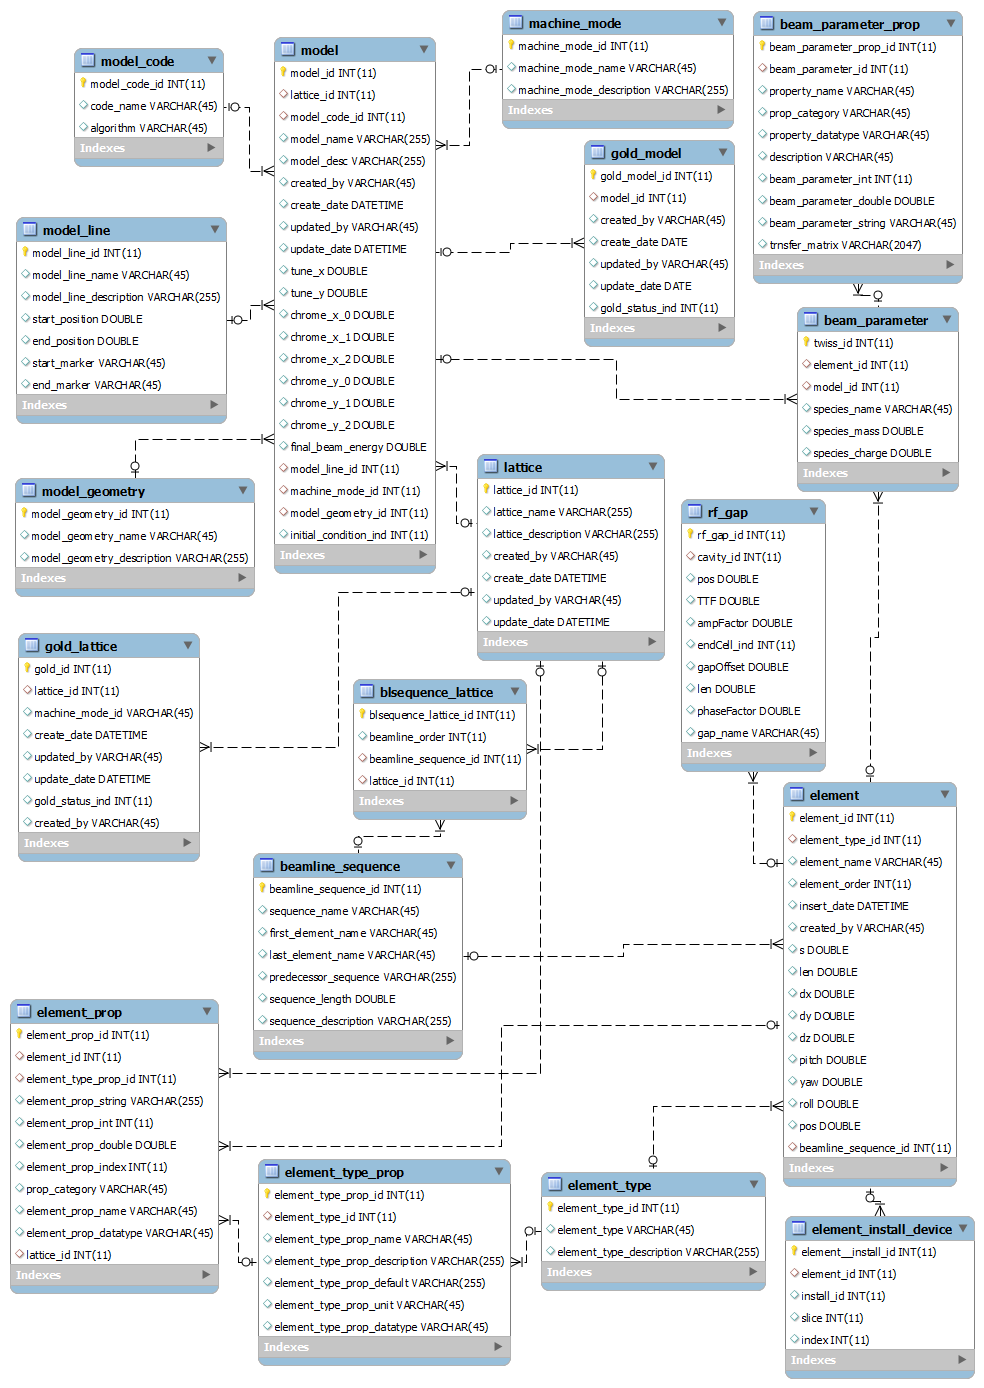 model_code
model_code_id INT(11)
code_name VARCHAR(45)
algorithm VARCHAR(45)
Indexes
model
model_id INT(11)
lattice_id INT(11)
model_code_id INT(11)
model_name VARCHAR(255)
model_desc VARCHAR(255)
created_by VARCHAR(45)
create_date DATETIME
updated_by VARCHAR(45)
update_date DATETIME
tune_x DOUBLE
tune_y DOUBLE
chrome_x_0 DOUBLE
chrome_x_1 DOUBLE
chrome_x_2 DOUBLE
chrome_y_0 DOUBLE
chrome_y_1 DOUBLE
chrome_y_2 DOUBLE
final_beam_energy DOUBLE
model_line_id INT(11)
machine_mode_id INT(11)
model_geometry_id INT(11)
initial_condition_ind INT(11)
Indexes
machine_mode
machine_mode_id INT(11)
machine_mode_name VARCHAR(45)
machine_mode_description VARCHAR(255)
Indexes
beam_parameter_prop
beam_parameter_prop_id INT(11)
beam_parameter_id INT(11)
property_name VARCHAR(45)
prop_category VARCHAR(45)
property_datatype VARCHAR(45)
description VARCHAR(45)
beam_parameter_int INT(11)
beam_parameter_double DOUBLE
beam_parameter_string VARCHAR(45)
trnsfer_matrix VARCHAR(2047)
Indexes
gold_model
gold_model_id INT(11)
model_id INT(11)
created_by VARCHAR(45)
create_date DATE
updated_by VARCHAR(45)
update_date DATE
gold_status_ind INT(11)
Indexes
model_line
model_line_id INT(11)
model_line_name VARCHAR(45)
model_line_description VARCHAR(255)
start_position DOUBLE
end_position DOUBLE
start_marker VARCHAR(45)
end_marker VARCHAR(45)
Indexes
beam_parameter
twiss_id INT(11)
element_id INT(11)
model_id INT(11)
species_name VARCHAR(45)
species_mass DOUBLE
species_charge DOUBLE
Indexes
model_geometry
model_geometry_id INT(11)
model_geometry_name VARCHAR(45)
model_geometry_description VARCHAR(255)
Indexes
lattice
lattice_id INT(11)
lattice_name VARCHAR(255)
lattice_description VARCHAR(255)
created_by VARCHAR(45)
create_date DATETIME
updated_by VARCHAR(45)
update_date DATETIME
Indexes
rf_gap
rf_gap_id INT(11)
cavity_id INT(11)
pos DOUBLE
TTF DOUBLE
ampFactor DOUBLE
endCell_ind INT(11)
gapOffset DOUBLE
len DOUBLE
phaseFactor DOUBLE
gap_name VARCHAR(45)
Indexes
gold_lattice
gold_id INT(11)
lattice_id INT(11)
machine_mode_id VARCHAR(45)
create_date DATETIME
updated_by VARCHAR(45)
update_date DATETIME
gold_status_ind INT(11)
created_by VARCHAR(45)
Indexes
blsequence_lattice
blsequence_lattice_id INT(11)
beamline_order INT(11)
beamline_sequence_id INT(11)
lattice_id INT(11)
Indexes
element
element_id INT(11)
element_type_id INT(11)
element_name VARCHAR(45)
element_order INT(11)
insert_date DATETIME
created_by VARCHAR(45)
s DOUBLE
len DOUBLE
dx DOUBLE
dy DOUBLE
dz DOUBLE
pitch DOUBLE
yaw DOUBLE
roll DOUBLE
pos DOUBLE
beamline_sequence_id INT(11)
Indexes
beamline_sequence
beamline_sequence_id INT(11)
sequence_name VARCHAR(45)
first_element_name VARCHAR(45)
last_element_name VARCHAR(45)
predecessor_sequence VARCHAR(255)
sequence_length DOUBLE
sequence_description VARCHAR(255)
Indexes
element_prop
element_prop_id INT(11)
element_id INT(11)
element_type_prop_id INT(11)
element_prop_string VARCHAR(255)
element_prop_int INT(11)
element_prop_double DOUBLE
element_prop_index INT(11)
prop_category VARCHAR(45)
element_prop_name VARCHAR(45)
element_prop_datatype VARCHAR(45)
lattice_id INT(11)
Indexes
element_type_prop
element_type_prop_id INT(11)
element_type_id INT(11)
element_type_prop_name VARCHAR(45)
element_type_prop_description VARCHAR(255)
element_type_prop_default VARCHAR(255)
element_type_prop_unit VARCHAR(45)
element_type_prop_datatype VARCHAR(45)
Indexes
element_type
element_type_id INT(11)
element_type VARCHAR(45)
element_type_description VARCHAR(255)
Indexes
element_install_device
element__install_id INT(11)
element_id INT(11)
install_id INT(11)
slice INT(11)
index INT(11)
Indexes